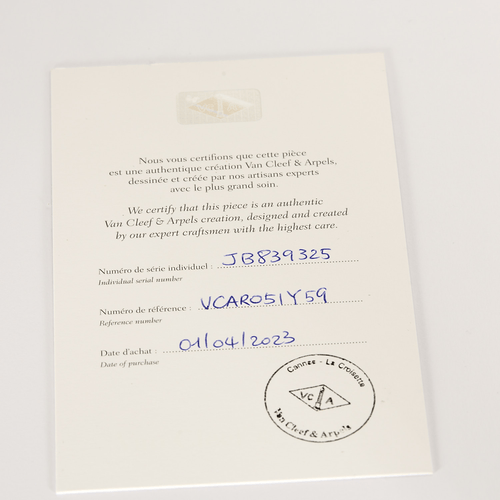 Nous vous certifions que cette pièce
est une authentique création Van Cleef & Arpels,
dessinée et créée par nos artisans experts
avec le plus grand soin.
We certify that this piece is an authentic
Van Cleef & Arpels creation, designed and created
by our expert craftsmen with the highest care.
Numéro de série individuel : JB839325
Individual serial number
Numéro de référence : VCARO51Y59
Reference number
Date d'achat : 01/04/2023
Date of purchase
Cannes - La Croisette
VC A
Van Cleef & Arpels